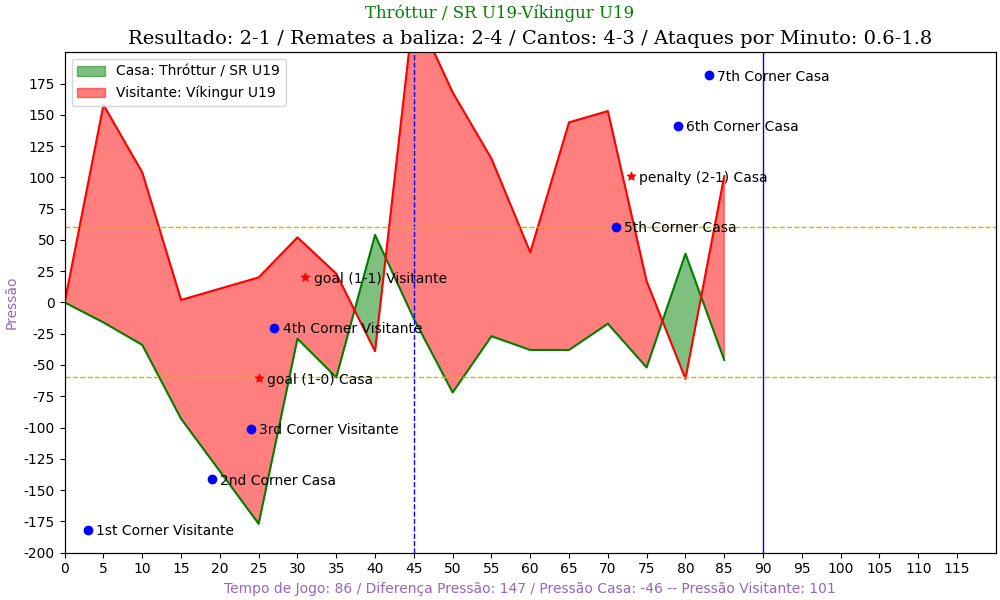 Thróttur / SR U19-Víkingur U19
Resultado: 2-1 / Remates a baliza: 2-4 / Cantos: 4-3 / Ataques por Minuto: 0.6-1.8
Casa: Thróttur / SR U19
Visitante: Víkingur U19
7th Corner Casa
6th Corner Casa
penalty (2-1) Casa
5th Corner Casa
goal (1-1) Visitante
4th Corner Visitante
goal (1-0) Casa
3rd Corner Visitante
2nd Corner Casa
1st Corner Visitante
Pressão
175
150
125
100
75
50
25
0
-25
-50
-75
-100
-125
-150
-175
-200
0 5 10 15 20 25 30 35 40 45 50 55 60 65 70 75 80 85 90 95 100 105 110 115
Tempo de Jogo: 86 / Diferença Pressão: 147 / Pressão Casa: -46 -- Pressão Visitante: 101